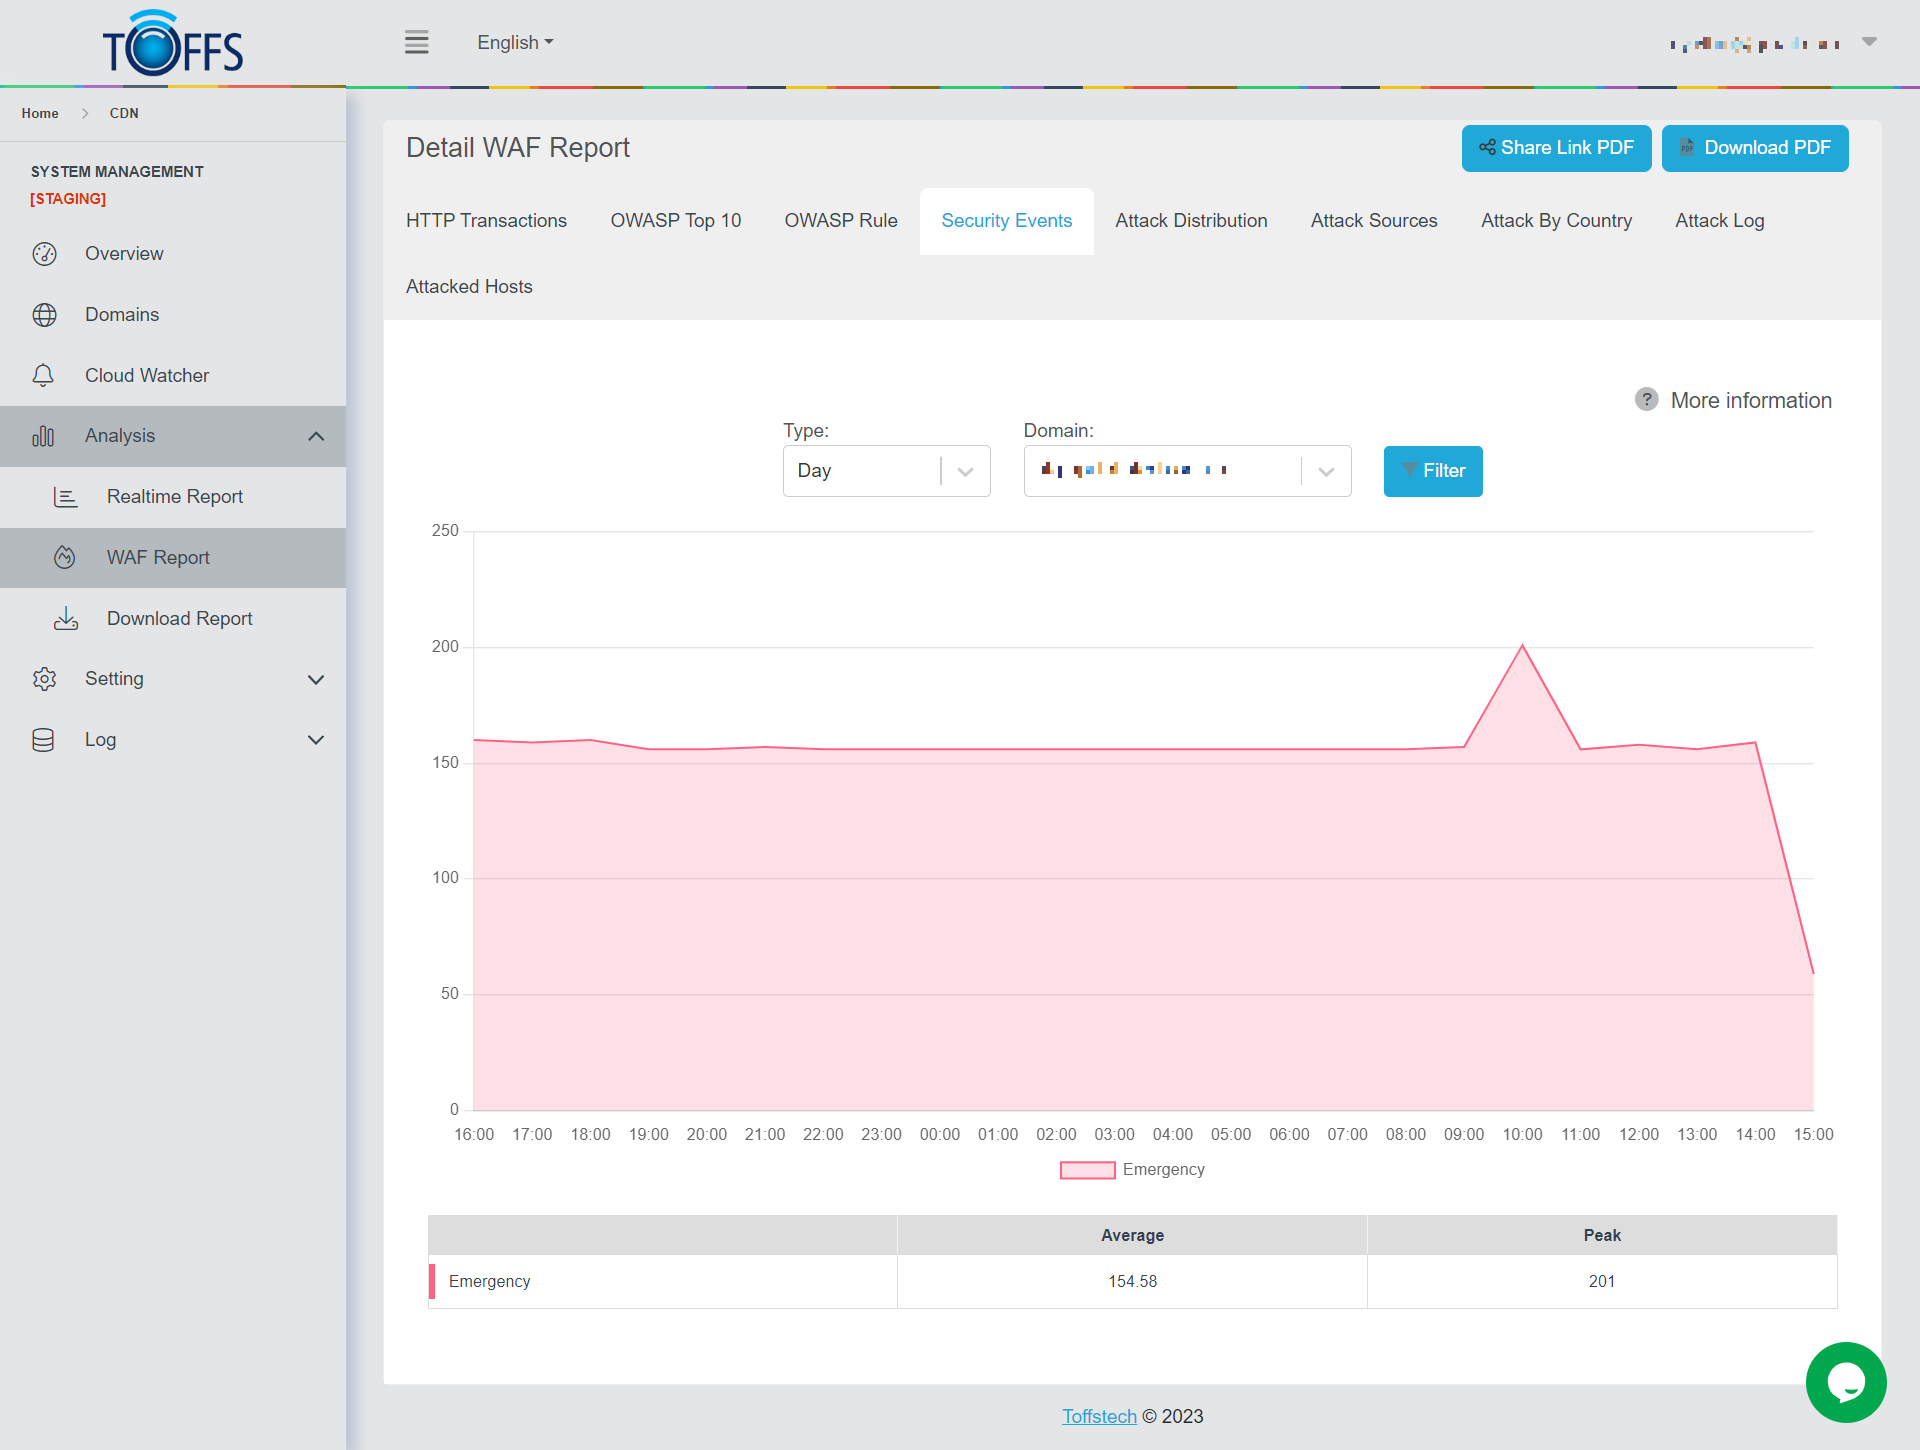 TOFFS
English
Home > CDN
SYSTEM MANAGEMENT
[STAGING]
Overview
Domains
Cloud Watcher
Analysis
Realtime Report
WAF Report
Download Report
Setting
Log
Detail WAF Report
Share Link PDF
Download PDF
HTTP Transactions OWASP Top 10 OWASP Rule Security Events Attack Distribution Attack Sources Attack By Country Attack Log
Attacked Hosts
? More information
Type: Domain:
Day
Filter
250
200
150
100
50
0
16:00 17:00 18:00 19:00 20:00 21:00 22:00 23:00 00:00 01:00 02:00 03:00 04:00 05:00 06:00 07:00 08:00 09:00 10:00 11:00 12:00 13:00 14:00 15:00
Emergency
Average Peak
Emergency 154.58 201
Toffstech © 2023